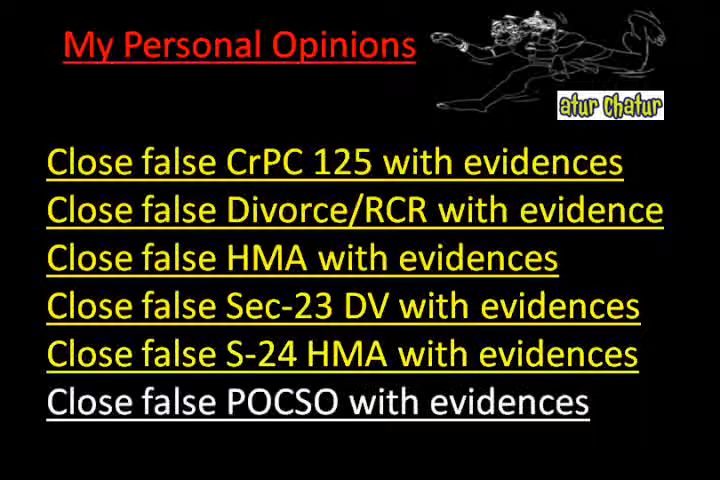 My Personal Opinions
atur Chatur
Close false CrPC 125 with evidences
Close false Divorce/RCR with evidence
Close false HMA with evidences
Close false Sec-23 DV with evidences
Close false S-24 HMA with evidences
Close false POCSO with evidences